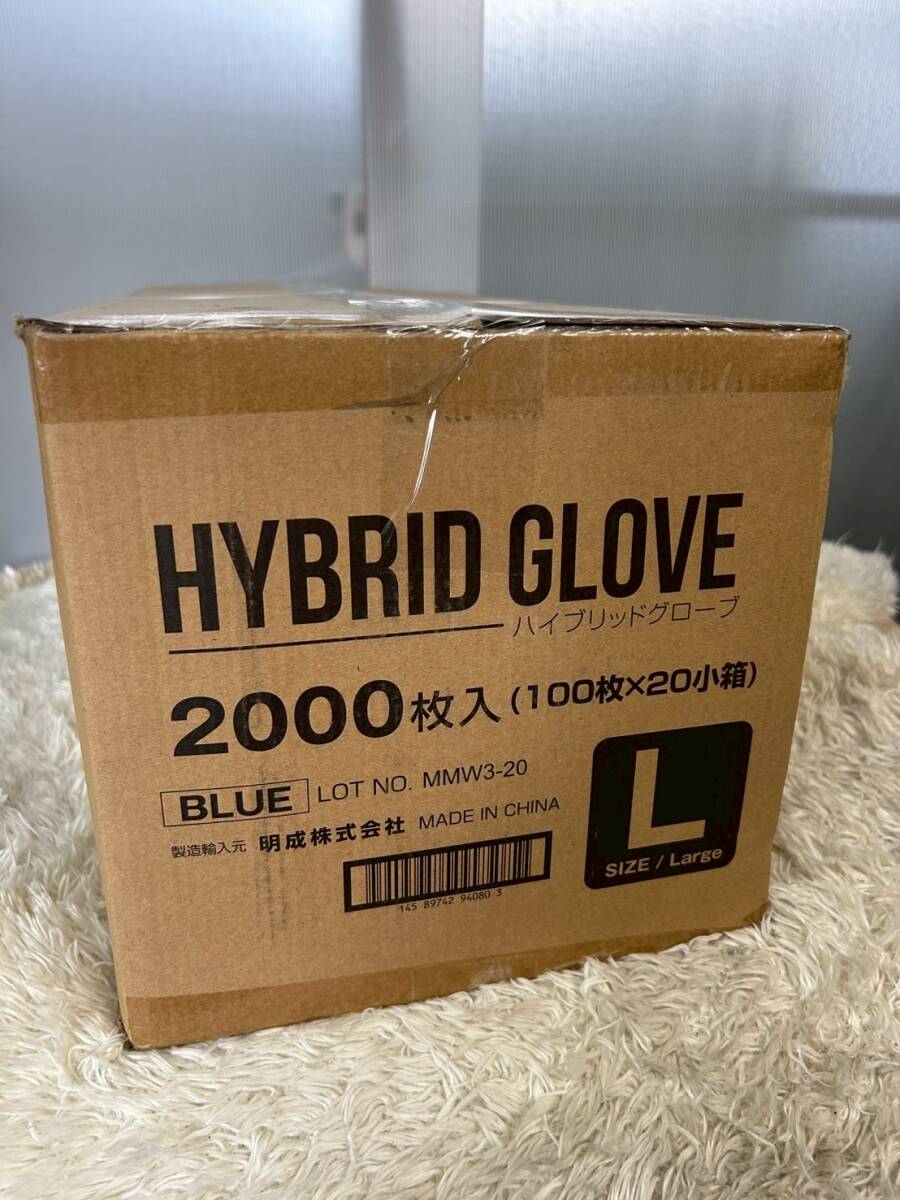 HYBRID GLOVE
ハイブリッドグローブ
2000枚入(100枚×20小箱)
BLUE LOT NO. MMW3-20
製造輸入元 明成株式会社 MADE IN CHINA
145 89742 94080 3
L
SIZE / Large